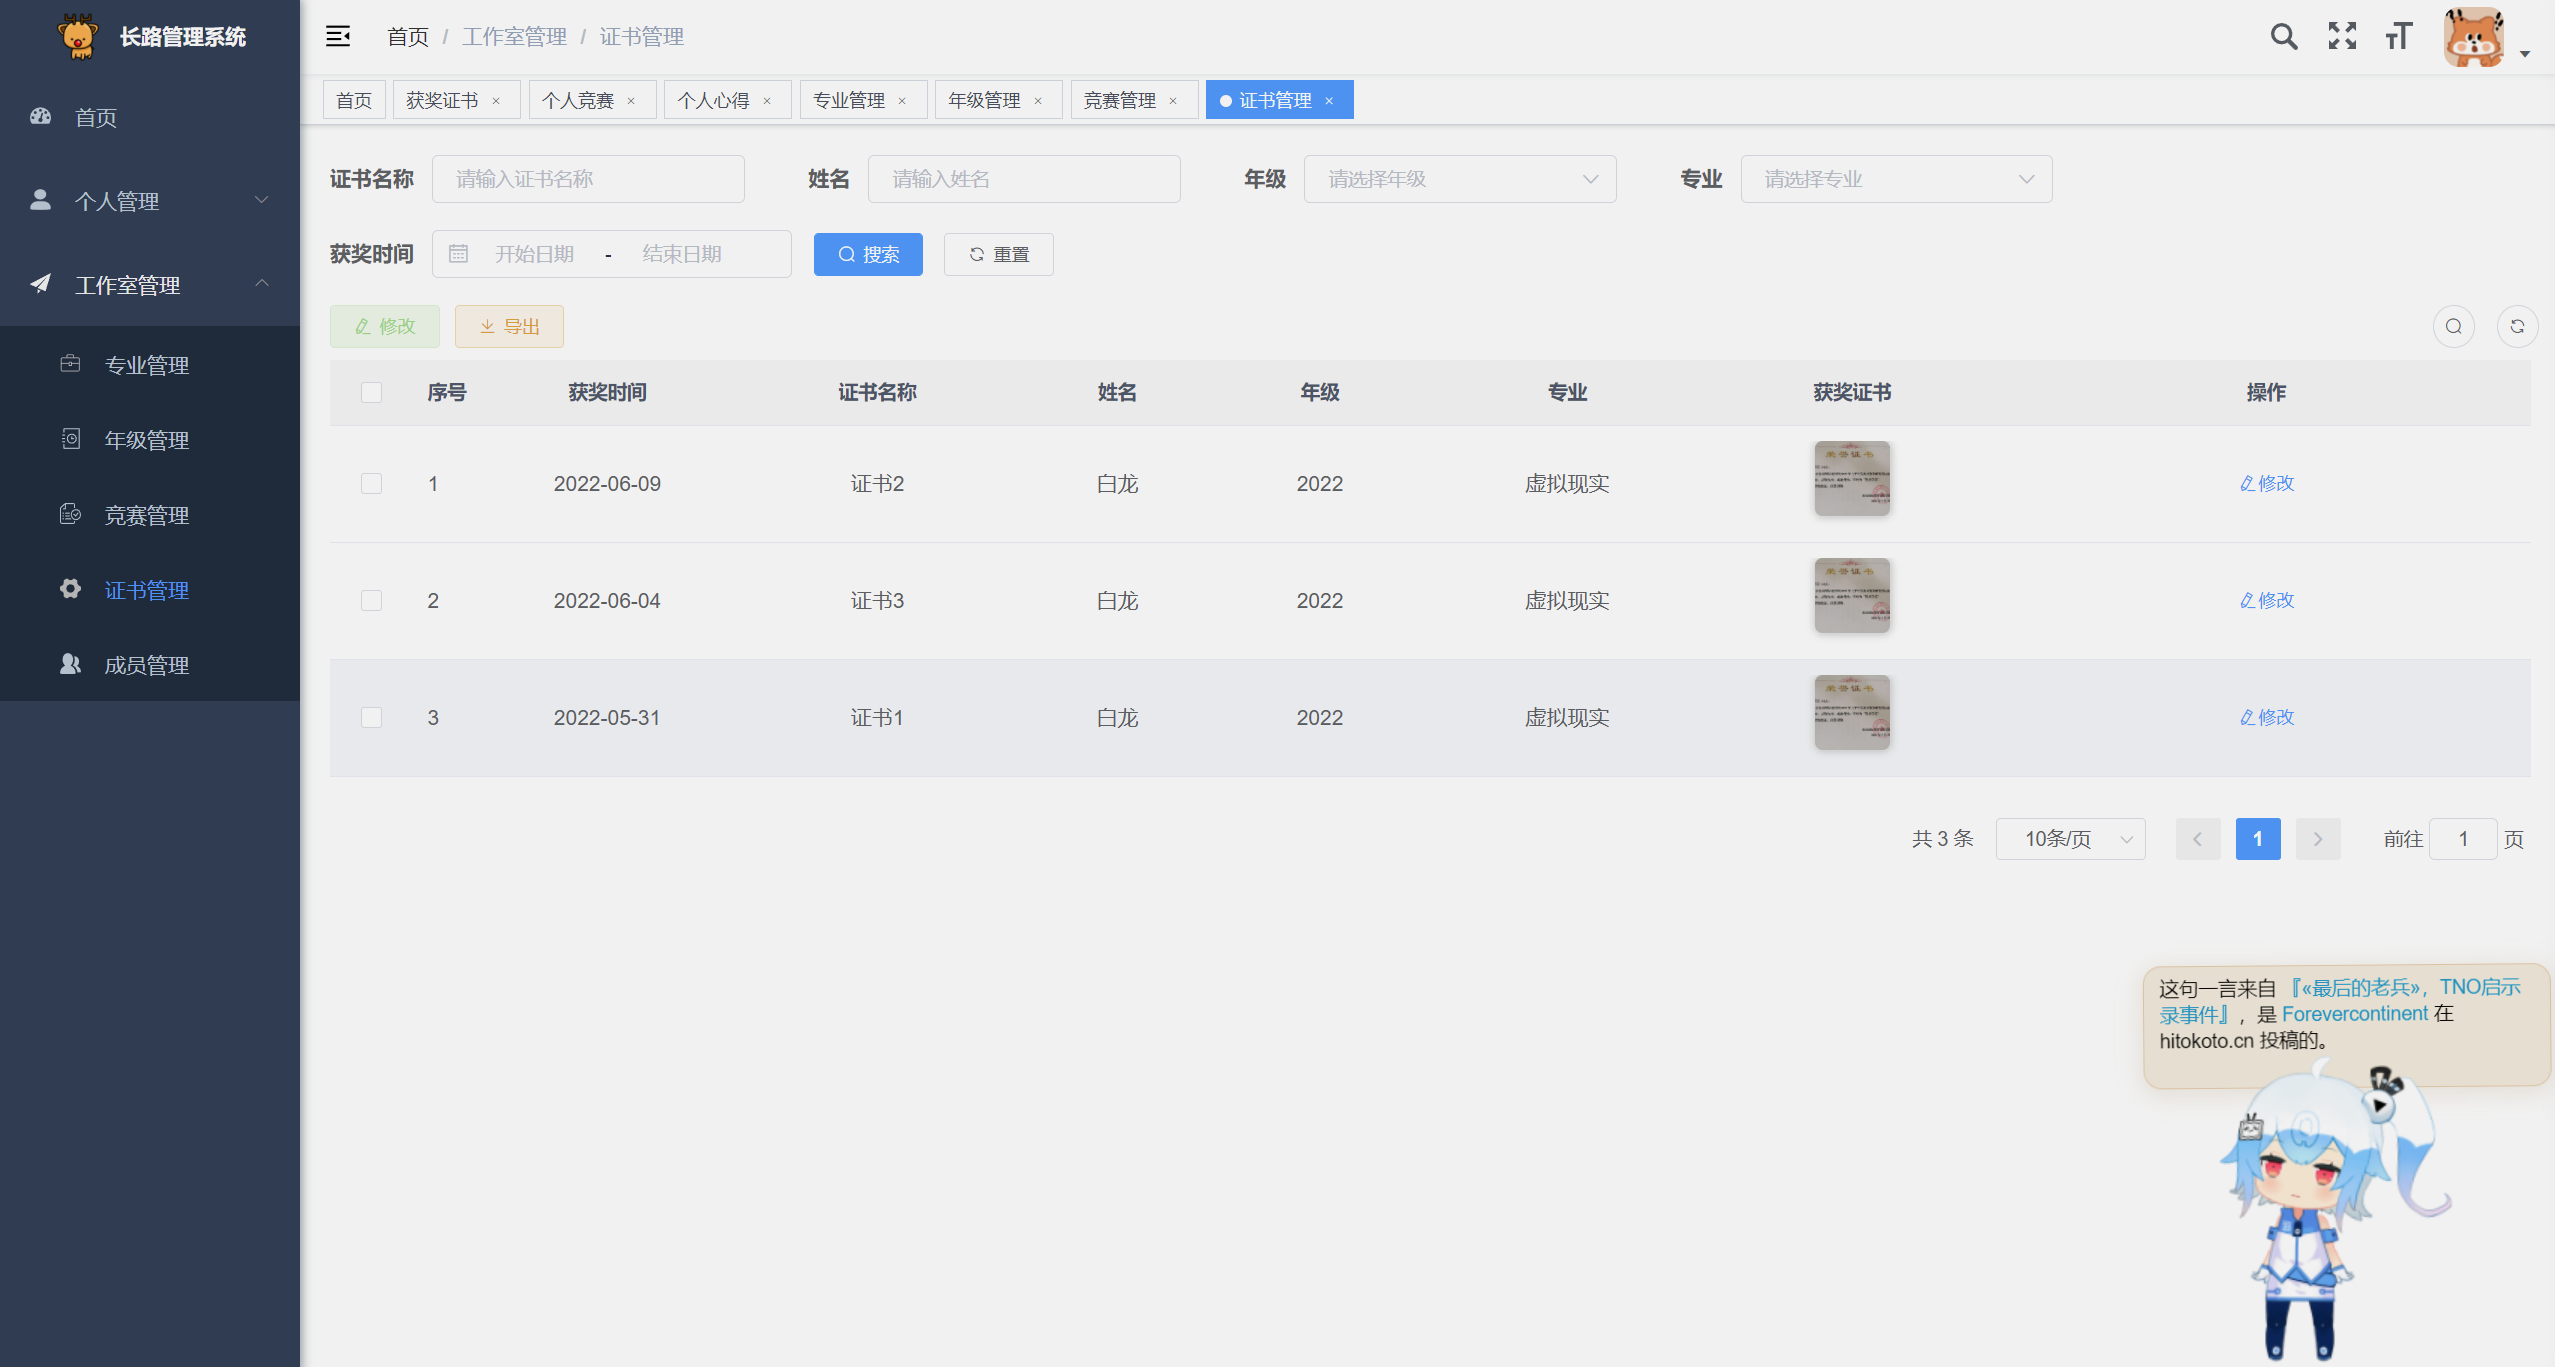 长路管理系统
首页 / 工作室管理 / 证书管理
首页
个人管理
工作室管理
专业管理
年级管理
竞赛管理
证书管理
成员管理
首页 获奖证书 × 个人竞赛 × 个人心得 × 专业管理 × 年级管理 × 竞赛管理 × 证书管理 ×
证书名称 请输入证书名称 姓名 请输入姓名 年级 请选择年级 专业 请选择专业
获奖时间 开始日期 - 结束日期 搜索 重置
修改 导出
序号 获奖时间 证书名称 姓名 年级 专业 获奖证书 操作
1 2022-06-09 证书2 白龙 2022 虚拟现实 荣誉证书 修改
2 2022-06-04 证书3 白龙 2022 虚拟现实 荣誉证书 修改
3 2022-05-31 证书1 白龙 2022 虚拟现实 荣誉证书 修改
共 3 条 10条/页 1 前往 1 页
这句一言来自 『«最后的老兵»，TNO启示
录事件』，是 Forevercontinent 在
hitokoto.cn 投稿的。